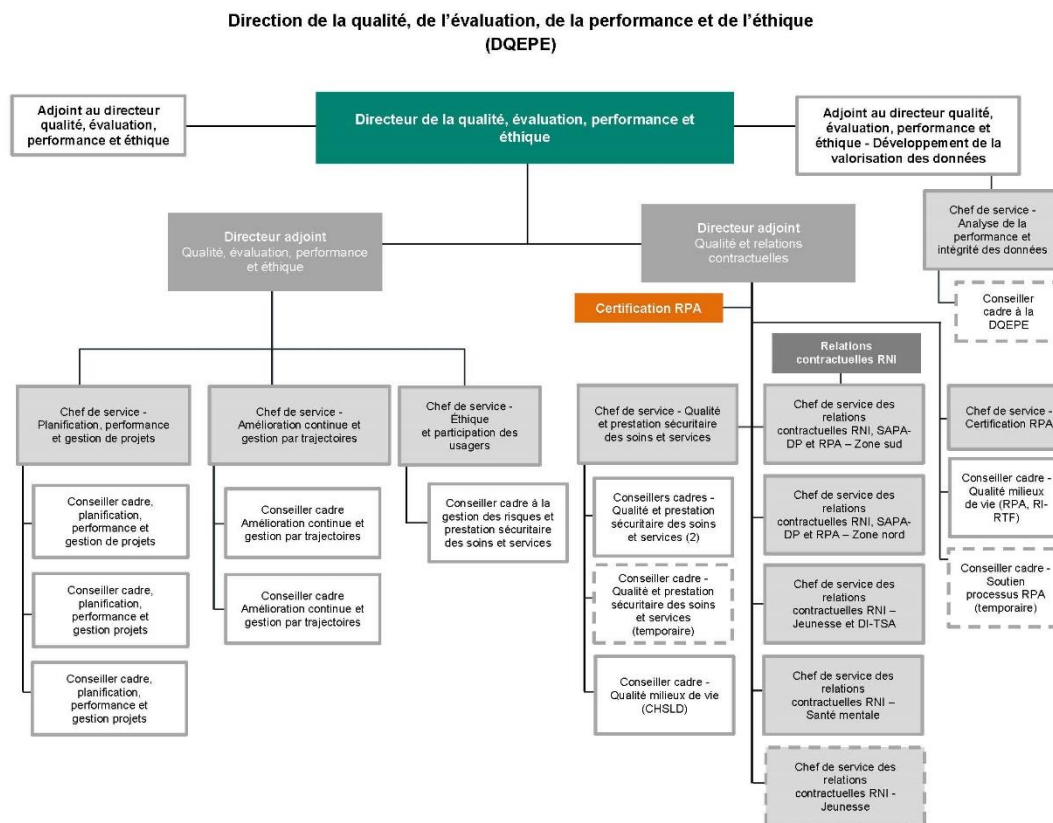 Direction de la qualité, de l’évaluation, de la performance et de l’éthique
(DQEPE)
Adjoint au directeur
qualité, évaluation,
performance et éthique
Directeur de la qualité, évaluation, performance et
éthique
Adjoint au directeur qualité,
évaluation, performance et
éthique - Développement de la
valorisation des données
Chef de service -
Analyse de la
performance et
intégrité des données
Conseiller
cadre à la
DQEPE
Directeur adjoint
Qualité, évaluation, performance
et éthique
Directeur adjoint
Qualité et relations
contractuelles
Certification RPA
Relations
contractuelles RNI
Chef de service -
Planification, performance
et gestion de projets
Conseiller cadre,
planification,
performance et
gestion de projets
Conseiller cadre,
planification,
performance et
gestion projets
Conseiller cadre,
planification,
performance et
gestion projets
Chef de service -
Amélioration continue et
gestion par trajectoires
Conseiller cadre
Amélioration continue et
gestion par trajectoires
Conseiller cadre
Amélioration continue et
gestion par trajectoires
Chef de service -
Éthique
et participation des
usagers
Conseiller cadre à la
gestion des risques et
prestation sécuritaire
des soins et services
Chef de service - Qualité
et prestation sécuritaire
des soins et services
Conseillers cadres -
Qualité et prestation
sécuritaire des soins
et services (2)
Conseiller cadre -
Qualité et prestation
sécuritaire des soins
et services
(temporaire)
Conseiller cadre -
Qualité milieux de vie
(CHSLD)
Chef de service des
relations
contractuelles RNI, SAPA-
DP et RPA – Zone sud
Chef de service des
relations
contractuelles RNI, SAPA-
DP et RPA – Zone nord
Chef de service des
relations
contractuelles RNI –
Jeunesse et DI-TSA
Chef de service des
relations
contractuelles RNI –
Santé mentale
Chef de service des
relations
contractuelles RNI -
Jeunesse
Chef de service -
Certification RPA
Conseiller cadre -
Qualité milieux de
vie (RPA, RI-
RTF)
Conseiller cadre -
Soutien
processus RPA
(temporaire)